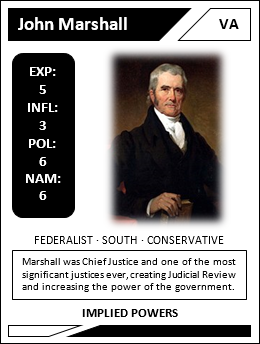 John Marshall VA
EXP:
5
INFL:
3
POL:
6
NAM:
6
FEDERALIST · SOUTH · CONSERVATIVE
Marshall was Chief Justice and one of the most
significant justices ever, creating Judicial Review
and increasing the power of the government.
IMPLIED POWERS